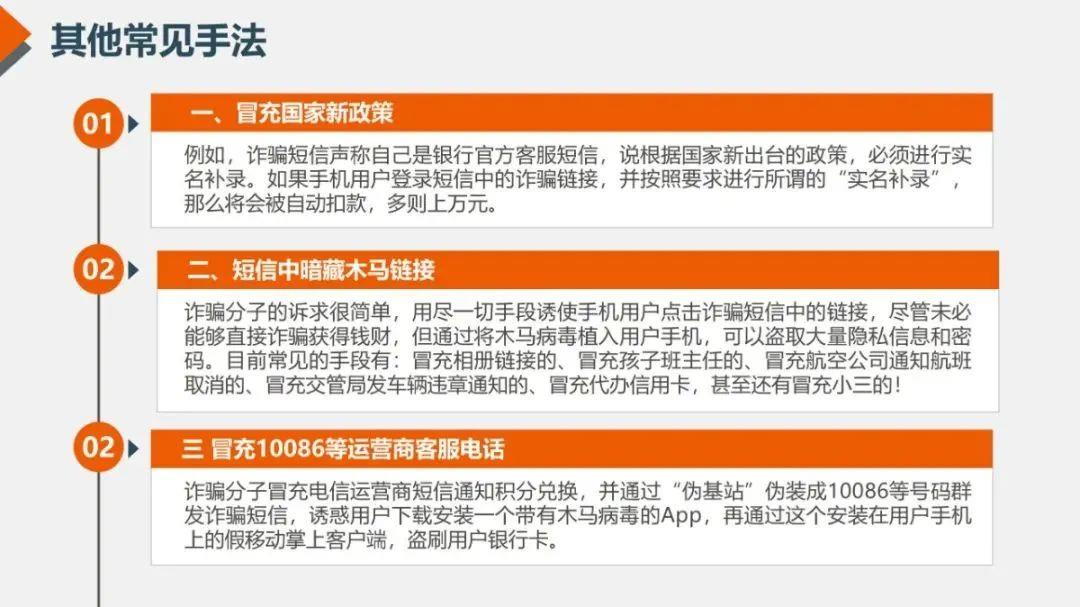 其他常见手法
01
一、冒充国家新政策
例如，诈骗短信声称自己是银行官方客服短信，说根据国家新出台的政策，必须进行实
名补录。如果手机用户登录短信中的诈骗链接，并按照要求进行所谓的“实名补录”，
那么将会被自动扣款，多则上万元。
02
二、短信中暗藏木马链接
诈骗分子的诉求很简单，用尽一切手段诱使手机用户点击诈骗短信中的链接，尽管未必
能够直接诈骗获得钱财，但通过将木马病毒植入用户手机，可以盗取大量隐私信息和密
码。目前常见的手段有：冒充相册链接的、冒充孩子班主任的、冒充航空公司通知航班
取消的、冒充交管局发车辆违章通知的、冒充代办信用卡，甚至还有冒充小三的！
02
三 冒充10086等运营商客服电话
诈骗分子冒充电信运营商短信通知积分兑换，并通过“伪基站”伪装成10086等号码群
发诈骗短信，诱惑用户下载安装一个带有木马病毒的App，再通过这个安装在用户手机
上的假移动掌上客户端，盗刷用户银行卡。